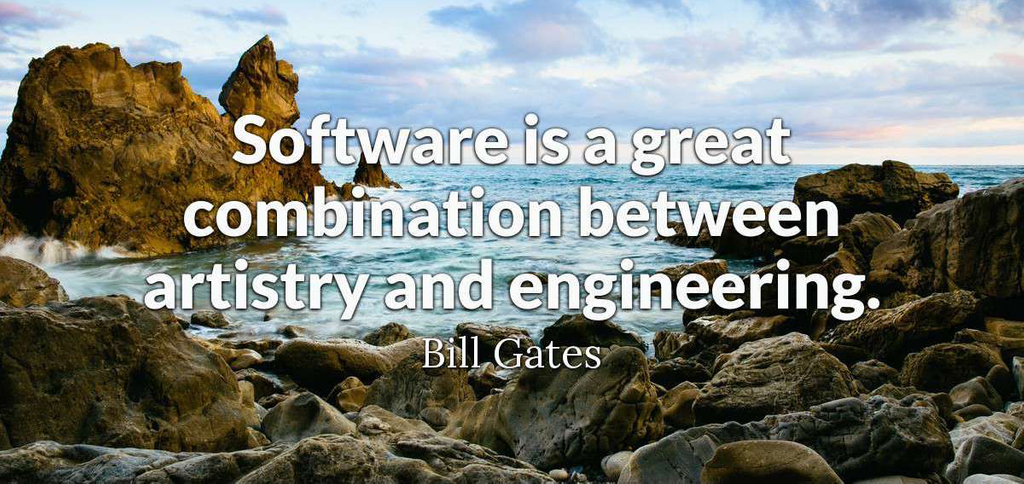 Software is a great
combination between
artistry and engineering.
Bill Gates